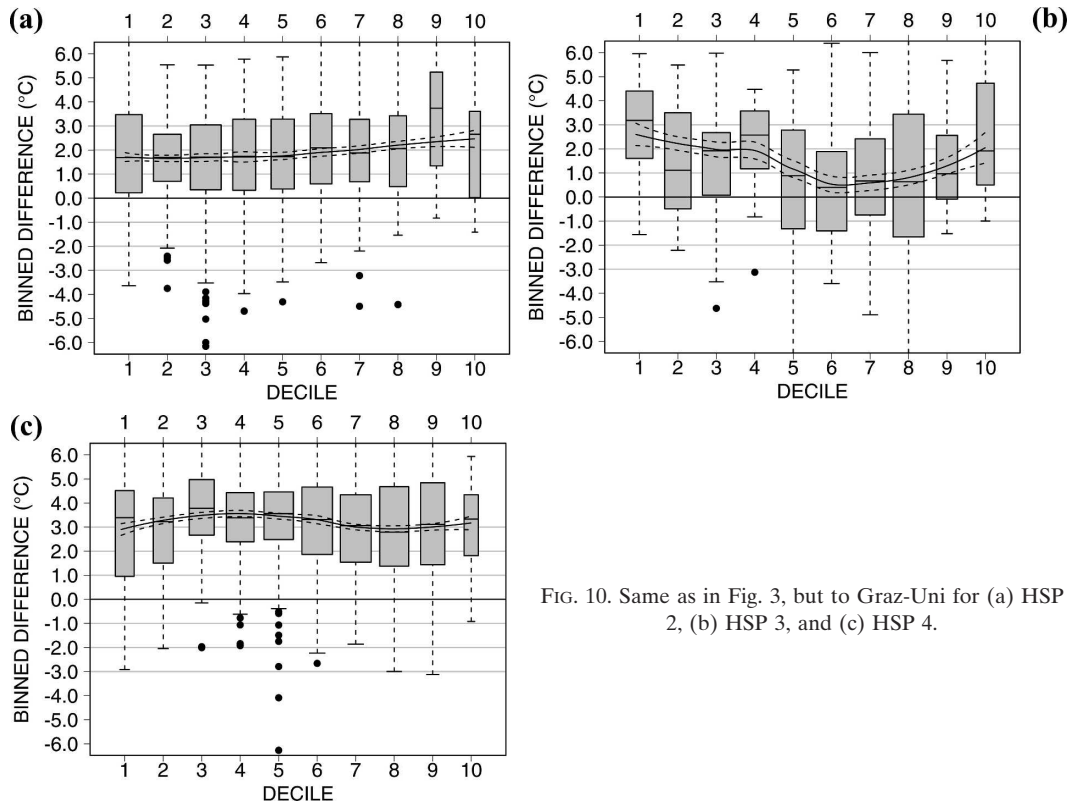 (a)
1 2 3 4 5 6 7 8 9 10
BINNED DIFFERENCE (°C)
6.0
5.0
4.0
3.0
2.0
1.0
0.0
-1.0
-2.0
-3.0
-4.0
-5.0
-6.0
1 2 3 4 5 6 7 8 9 10
DECILE
(b)
1 2 3 4 5 6 7 8 9 10
BINNED DIFFERENCE (°C)
6.0
5.0
4.0
3.0
2.0
1.0
0.0
-1.0
-2.0
-3.0
-4.0
-5.0
-6.0
1 2 3 4 5 6 7 8 9 10
DECILE
(c)
1 2 3 4 5 6 7 8 9 10
BINNED DIFFERENCE (°C)
6.0
5.0
4.0
3.0
2.0
1.0
0.0
-1.0
-2.0
-3.0
-4.0
-5.0
-6.0
1 2 3 4 5 6 7 8 9 10
DECILE
FIG. 10. Same as in Fig. 3, but to Graz-Uni for (a) HSP
2, (b) HSP 3, and (c) HSP 4.